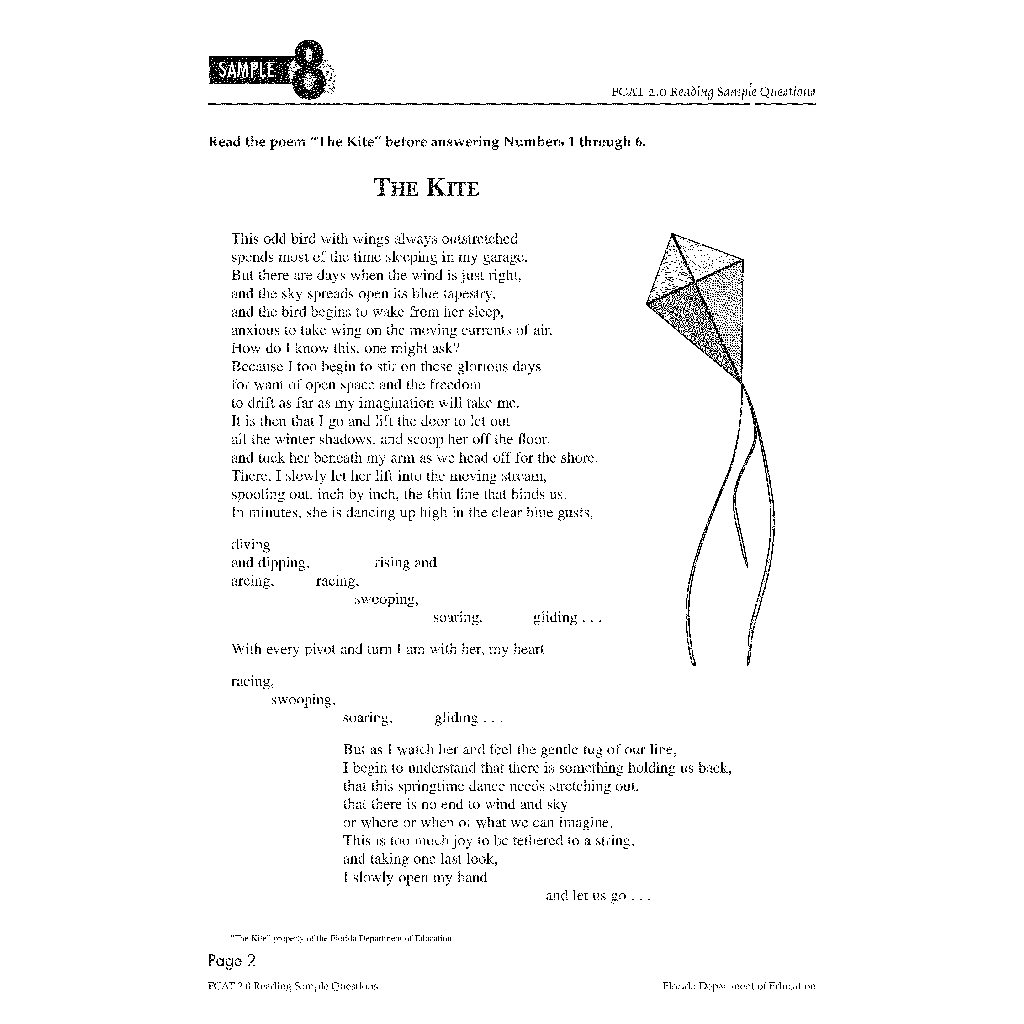 SAMPLE 8
FCAT 2.0 Reading Sample Questions
Read the poem "The Kite" before answering Numbers 1 through 6.
THE KITE
This odd bird with wings always outstretched
spends most of the time sleeping in my garage.
But there are days when the wind is just right,
and the sky spreads open its blue tapestry,
and the bird begins to wake from her sleep,
anxious to take wing on the moving currents of air.
How do I know this, one might ask?
Because I too begin to stir on these glorious days
for want of open space and the freedom
to drift as far as my imagination will take me.
It is then that I go and lift the door to let out
all the winter shadows, and scoop her off the floor,
and tuck her beneath my arm as we head off for the shore.
There, I slowly let her lift into the moving stream,
spooling out, inch by inch, the thin line that binds us.
In minutes, she is dancing up high in the clear blue gusts,
diving
and dipping, rising and
arcing, racing,
swooping,
soaring, gliding . . .
With every pivot and turn I am with her, my heart
racing,
swooping,
soaring, gliding . . .
But as I watch her and feel the gentle tug of our line,
I begin to understand that there is something holding us back,
that this springtime dance needs stretching out,
that there is no end to wind and sky
or where or when or what we can imagine.
This is too much joy to be tethered to a string,
and taking one last look,
I slowly open my hand
and let us go . . .
"The Kite" property of the Florida Department of Education
Page 2
FCAT 2.0 Reading Sample Questions
Florida Department of Education